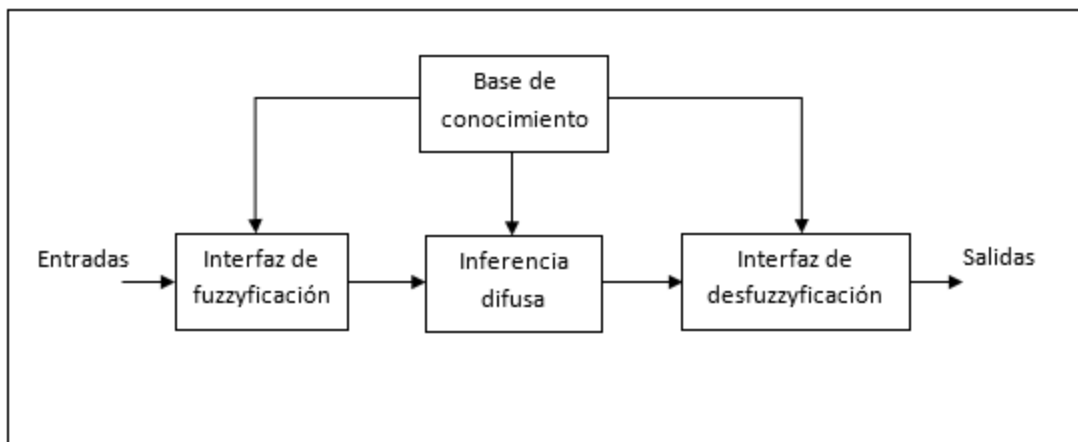 Base de
conocimiento
Entradas
Interfaz de
fuzzyficación
Inferencia
difusa
Interfaz de
desfuzzyficación
Salidas